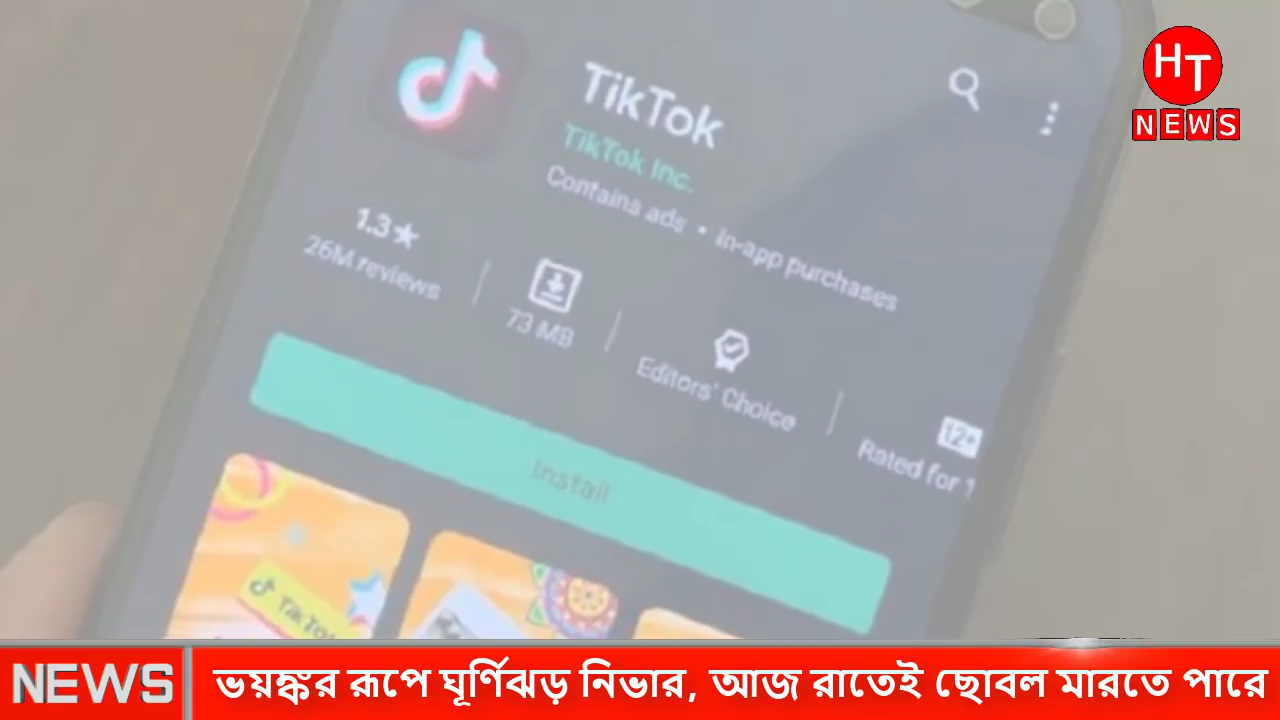 HT
NEWS
TikTok
TikTok Inc.
Contains ads • In-app purchases
1.3★
26M reviews
73 MB
Editors' Choice
12+
Rated for 1
Install
TikTok
NEWS
ভয়ঙ্কর রূপে ঘূর্ণিঝড় নিভার, আজ রাতেই ছোবল মারতে পারে